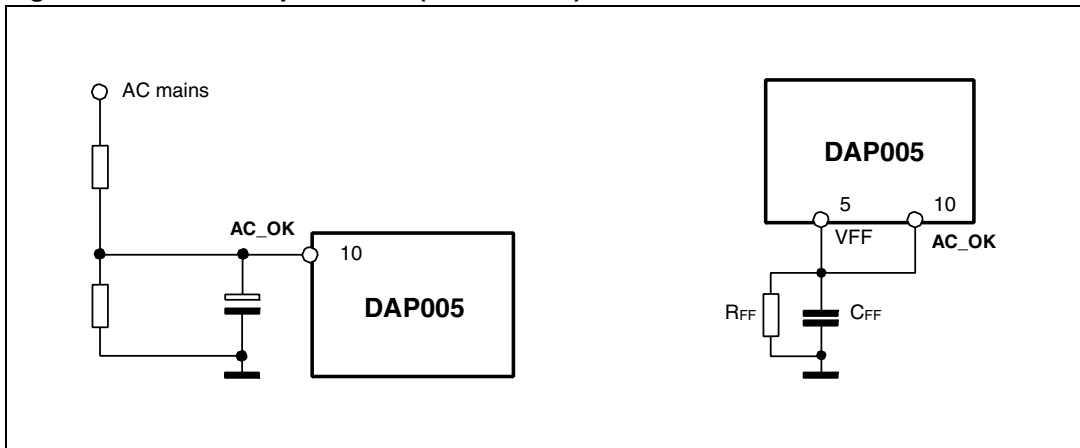 AC mains
AC_OK
10
DAP005
DAP005
5 10
VFF
AC_OK
RFF
CFF